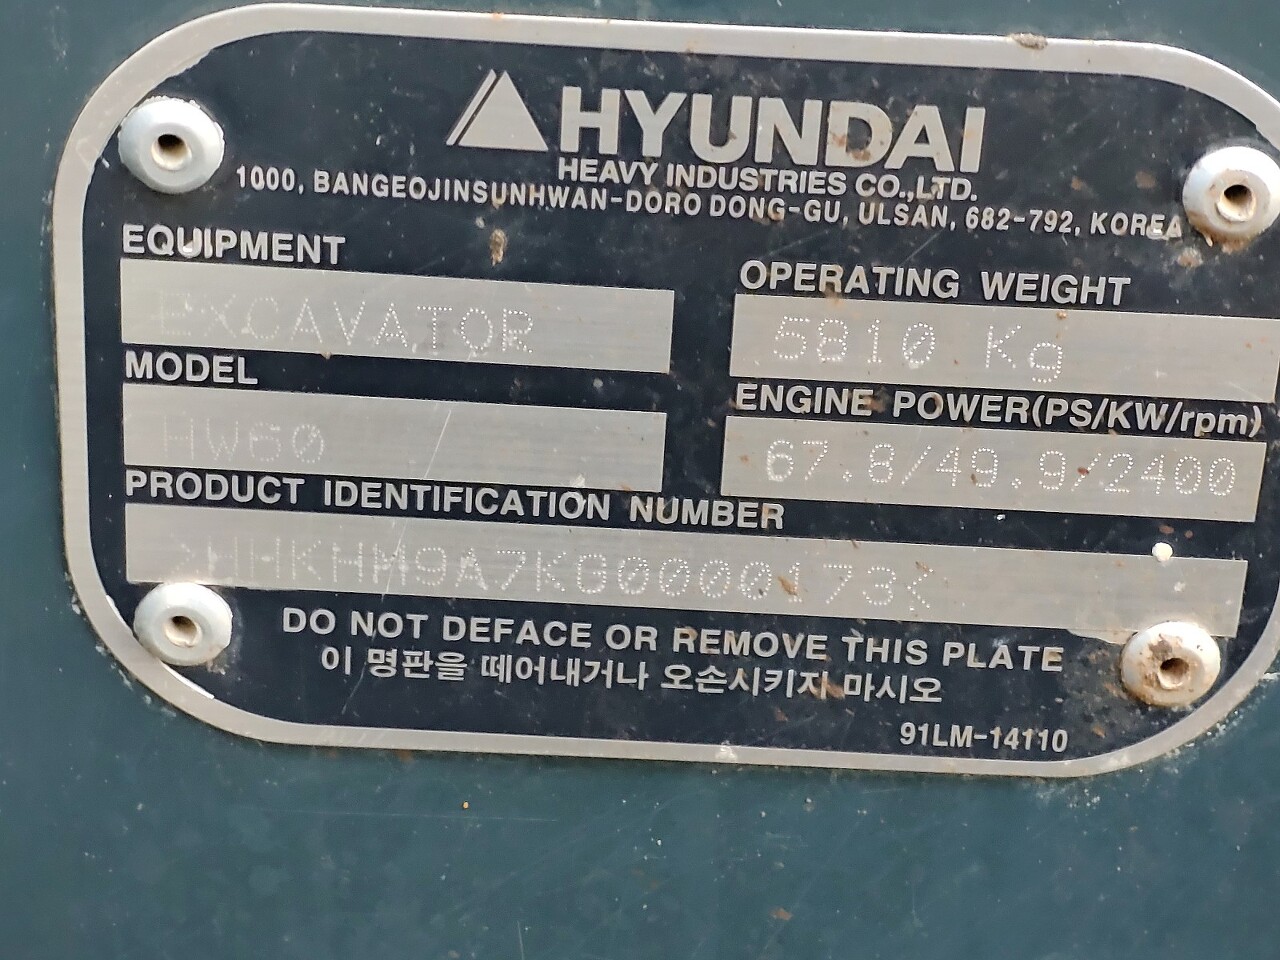 HYUNDAI
HEAVY INDUSTRIES CO.,LTD.
1000, BANGEOJINSUNHWAN-DORO DONG-GU, ULSAN, 682-792, KOREA
EQUIPMENT
EXCAVATOR
OPERATING WEIGHT
5810 Kg
MODEL
HW60
ENGINE POWER(PS/KW/rpm)
67.8/49.9/2400
PRODUCT IDENTIFICATION NUMBER
DO NOT DEFACE OR REMOVE THIS PLATE
이 명판을 떼어내거나 오손시키지 마시오
91LM-14110